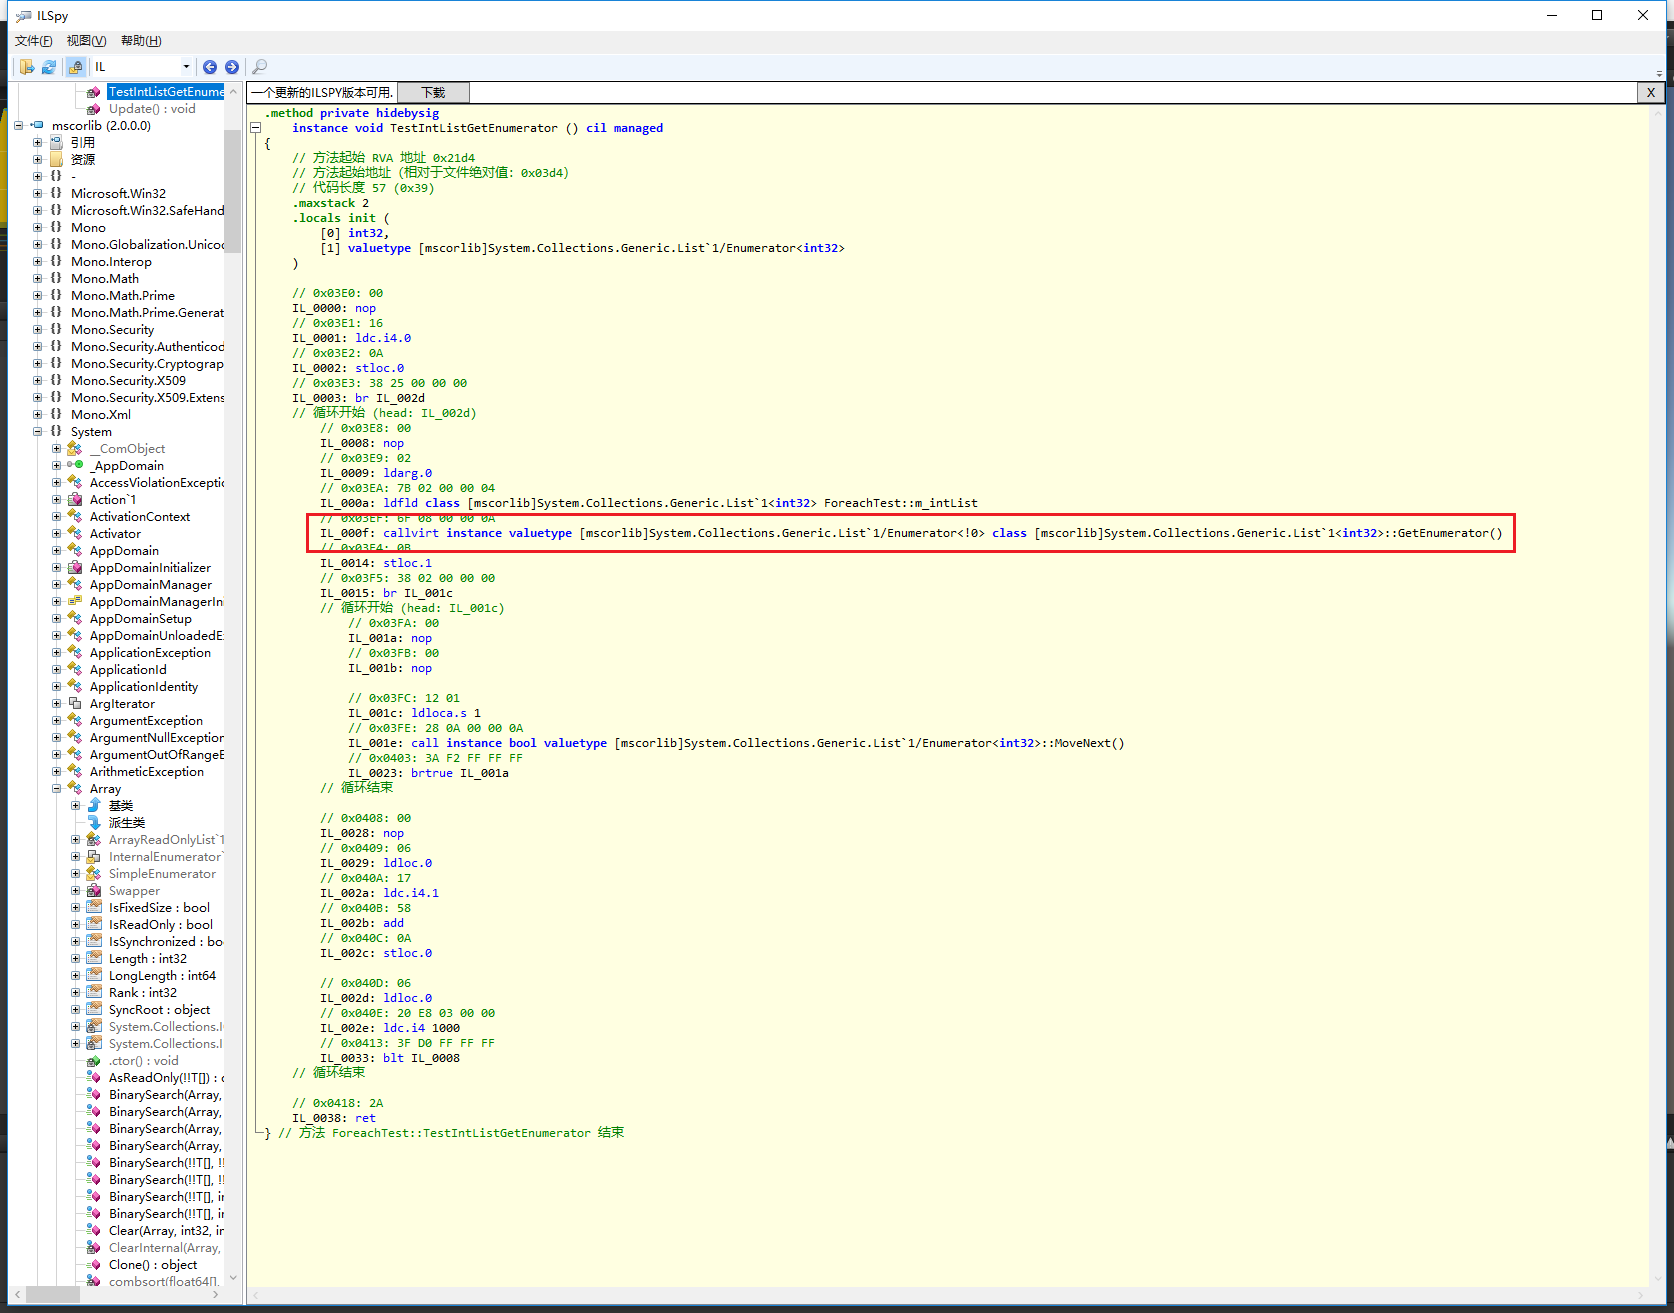 ILSpy
文件(F) 视图(V) 帮助(H)
IL
TestIntListGetEnume
Update() : void
mscorlib (2.0.0.0)
引用
资源
-
Microsoft.Win32
Microsoft.Win32.SafeHand
Mono
Mono.Globalization.Unicod
Mono.Interop
Mono.Math
Mono.Math.Prime
Mono.Math.Prime.Generat
Mono.Security
Mono.Security.Authenticod
Mono.Security.Cryptograp
Mono.Security.X509
Mono.Security.X509.Extens
Mono.Xml
System
__ComObject
_AppDomain
AccessViolationExceptic
Action`1
ActivationContext
Activator
AppDomain
AppDomainInitializer
AppDomainManager
AppDomainManagerIni
AppDomainSetup
AppDomainUnloadedE
ApplicationException
ApplicationId
ApplicationIdentity
ArgIterator
ArgumentException
ArgumentNullException
ArgumentOutOfRangeE
ArithmeticException
Array
基类
派生类
ArrayReadOnlyList`1
InternalEnumerator`
SimpleEnumerator
Swapper
IsFixedSize : bool
IsReadOnly : bool
IsSynchronized : boo
Length : int32
LongLength : int64
Rank : int32
SyncRoot : object
System.Collections.I
System.Collections.I
.ctor() : void
AsReadOnly(!!T[]) : c
BinarySearch(Array,
BinarySearch(Array,
BinarySearch(Array,
BinarySearch(Array,
BinarySearch(!!T[], !!
BinarySearch(!!T[], !!
BinarySearch(!!T[], in
BinarySearch(!!T[], in
Clear(Array, int32, in
ClearInternal(Array,
Clone() : object
combsort(float64[],
一个更新的ILSPY版本可用. 下载 X
.method private hidebysig
instance void TestIntListGetEnumerator () cil managed
{
// 方法起始 RVA 地址 0x21d4
// 方法起始地址（相对于文件绝对值：0x03d4）
// 代码长度 57 (0x39)
.maxstack 2
.locals init (
[0] int32,
[1] valuetype [mscorlib]System.Collections.Generic.List`1/Enumerator<int32>
)
// 0x03E0: 00
IL_0000: nop
// 0x03E1: 16
IL_0001: ldc.i4.0
// 0x03E2: 0A
IL_0002: stloc.0
// 0x03E3: 38 25 00 00 00
IL_0003: br IL_002d
// 循环开始 (head: IL_002d)
// 0x03E8: 00
IL_0008: nop
// 0x03E9: 02
IL_0009: ldarg.0
// 0x03EA: 7B 02 00 00 04
IL_000a: ldfld class [mscorlib]System.Collections.Generic.List`1<int32> ForeachTest::m_intList
// 0x03EF: 6F 08 00 00 0A
IL_000f: callvirt instance valuetype [mscorlib]System.Collections.Generic.List`1/Enumerator<!0> class [mscorlib]System.Collections.Generic.List`1<int32>::GetEnumerator()
// 0x03F4: 0B
IL_0014: stloc.1
// 0x03F5: 38 02 00 00 00
IL_0015: br IL_001c
// 循环开始 (head: IL_001c)
// 0x03FA: 00
IL_001a: nop
// 0x03FB: 00
IL_001b: nop
// 0x03FC: 12 01
IL_001c: ldloca.s 1
// 0x03FE: 28 0A 00 00 0A
IL_001e: call instance bool valuetype [mscorlib]System.Collections.Generic.List`1/Enumerator<int32>::MoveNext()
// 0x0403: 3A F2 FF FF FF
IL_0023: brtrue IL_001a
// 循环结束
// 0x0408: 00
IL_0028: nop
// 0x0409: 06
IL_0029: ldloc.0
// 0x040A: 17
IL_002a: ldc.i4.1
// 0x040B: 58
IL_002b: add
// 0x040C: 0A
IL_002c: stloc.0
// 0x040D: 06
IL_002d: ldloc.0
// 0x040E: 20 E8 03 00 00
IL_002e: ldc.i4 1000
// 0x0413: 3F D0 FF FF FF
IL_0033: blt IL_0008
// 循环结束
// 0x0418: 2A
IL_0038: ret
} // 方法 ForeachTest::TestIntListGetEnumerator 结束